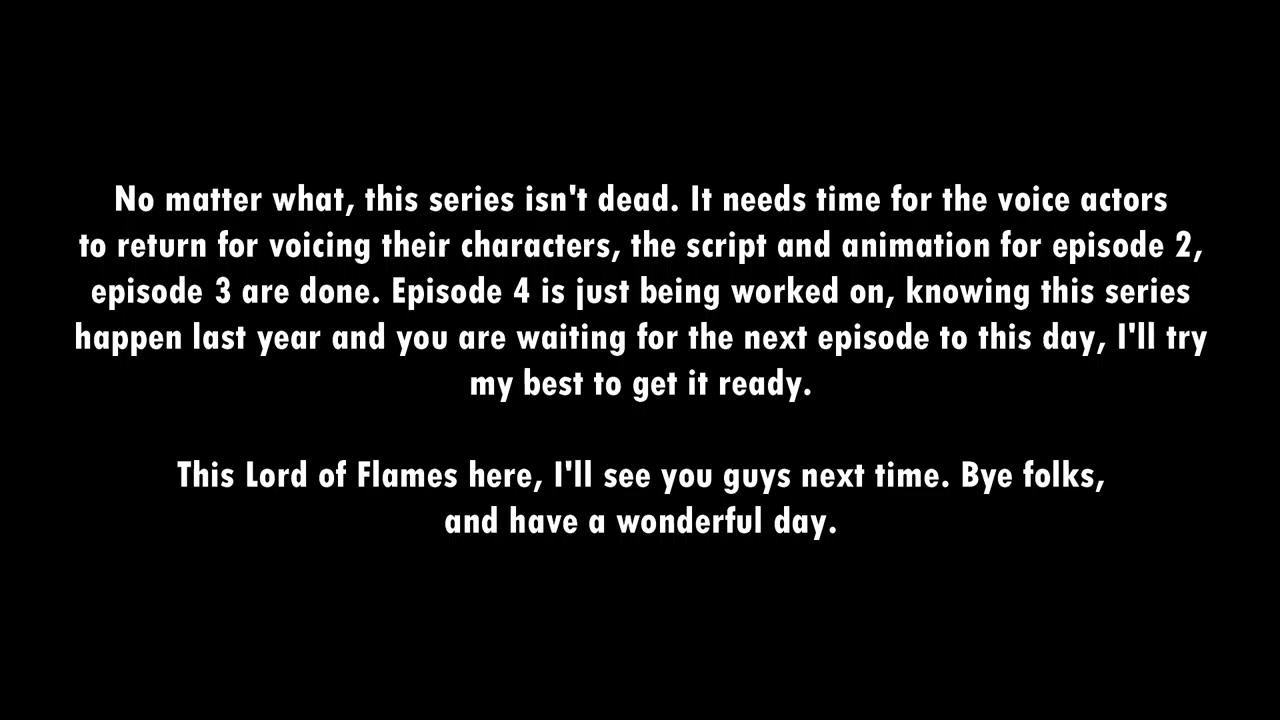 No matter what, this series isn't dead. It needs time for the voice actors
to return for voicing their characters, the script and animation for episode 2,
episode 3 are done. Episode 4 is just being worked on, knowing this series
happen last year and you are waiting for the next episode to this day, I'll try
my best to get it ready.
This Lord of Flames here, I'll see you guys next time. Bye folks,
and have a wonderful day.